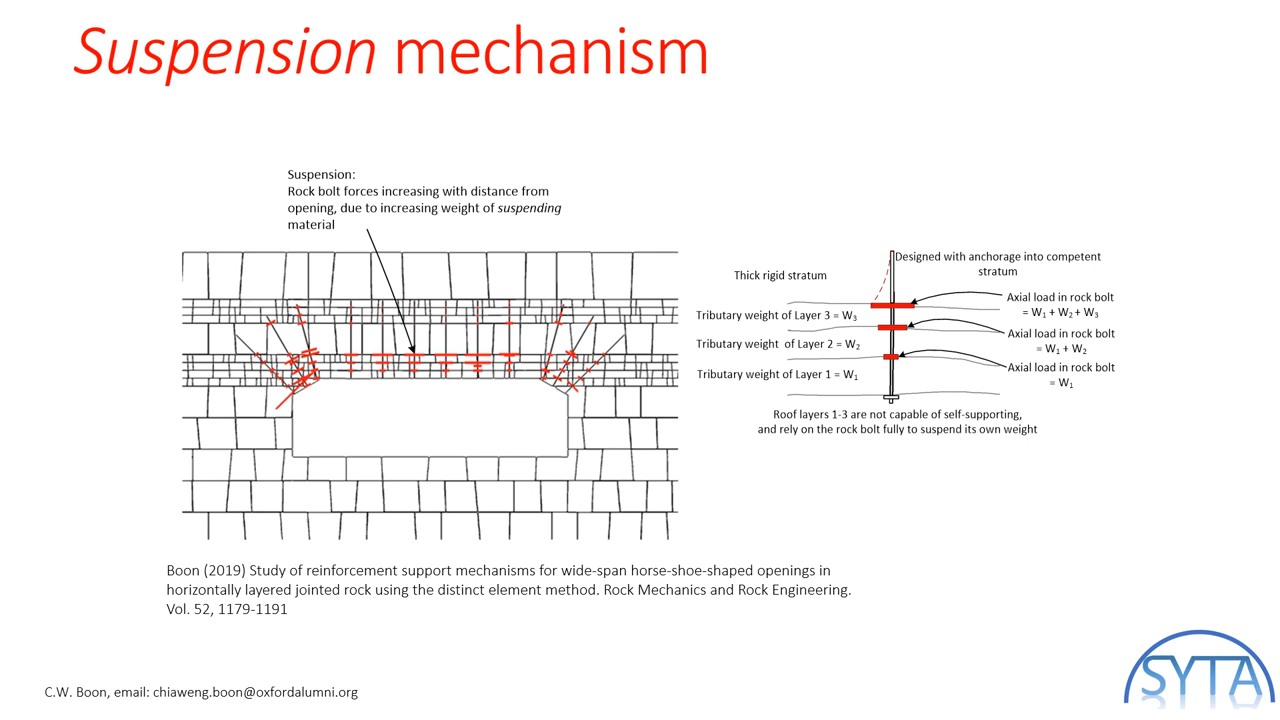 Suspension mechanism
Suspension:
Rock bolt forces increasing with distance from
opening, due to increasing weight of suspending
material
Designed with anchorage into competent
stratum
Thick rigid stratum
Axial load in rock bolt
= W₁ + W₂ + W₃
Tributary weight of Layer 3 = W₃
Axial load in rock bolt
= W₁ + W₂
Tributary weight of Layer 2 = W₂
Axial load in rock bolt
= W₁
Tributary weight of Layer 1 = W₁
Roof layers 1-3 are not capable of self-supporting,
and rely on the rock bolt fully to suspend its own weight
Boon (2019) Study of reinforcement support mechanisms for wide-span horse-shoe-shaped openings in
horizontally layered jointed rock using the distinct element method. Rock Mechanics and Rock Engineering.
Vol. 52, 1179-1191
C.W. Boon, email: chiaweng.boon@oxfordalumni.org
SYTA